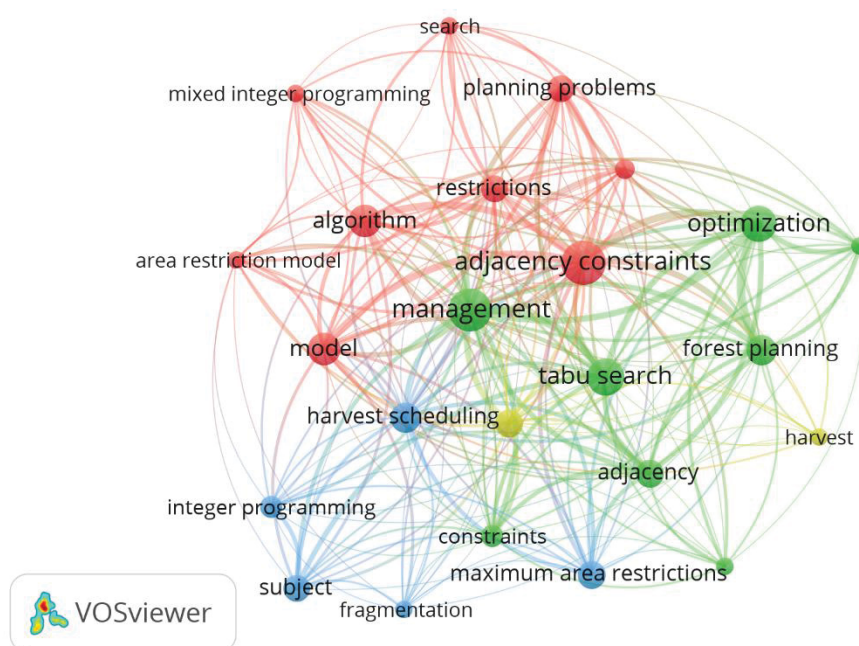 search
mixed integer programming
planning problems
restrictions
algorithm
optimization
area restriction model
adjacency constraints
management
model
forest planning
tabu search
harvest scheduling
harvest
adjacency
integer programming
constraints
maximum area restrictions
subject
fragmentation
VOSviewer